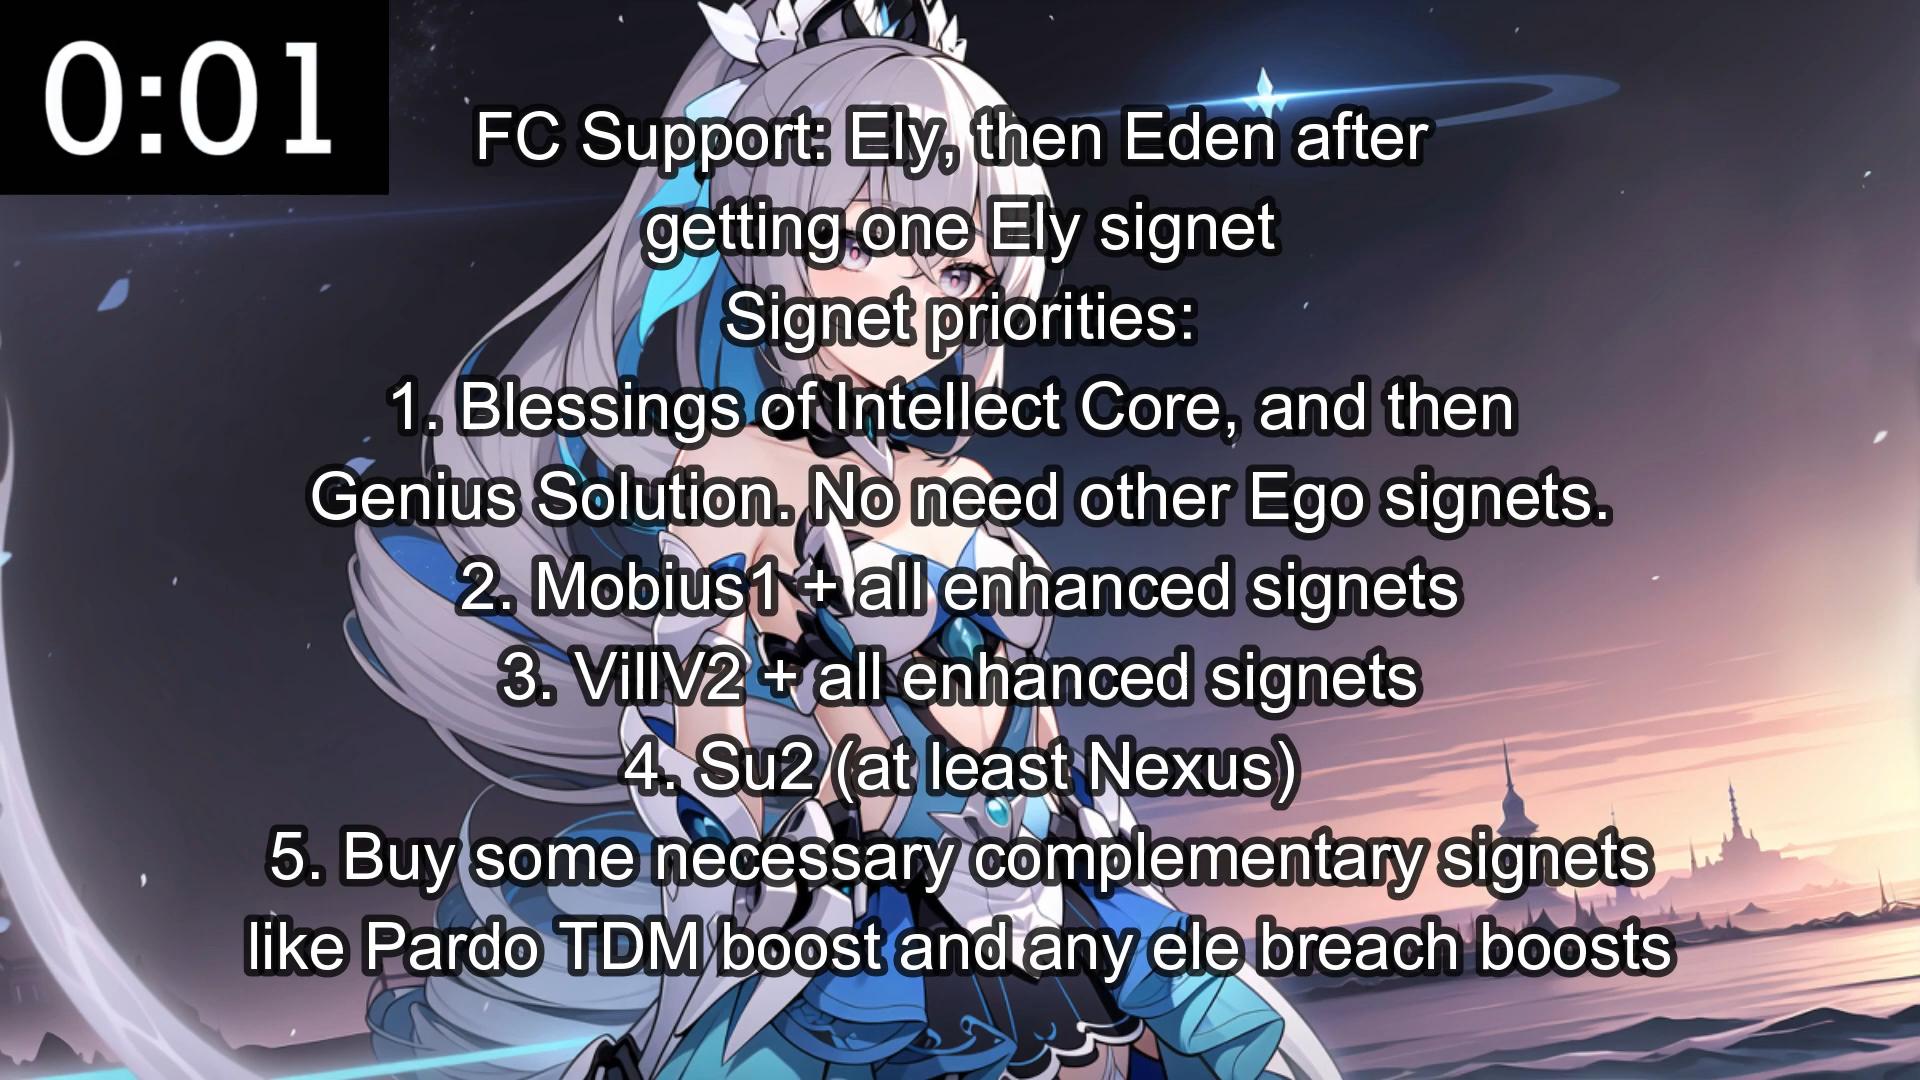 0:01
FC Support: Ely, then Eden after
getting one Ely signet
Signet priorities:
1. Blessings of Intellect Core, and then
Genius Solution. No need other Ego signets.
2. Mobius1 + all enhanced signets
3. VillV2 + all enhanced signets
4. Su2 (at least Nexus)
5. Buy some necessary complementary signets
like Pardo TDM boost and any ele breach boosts